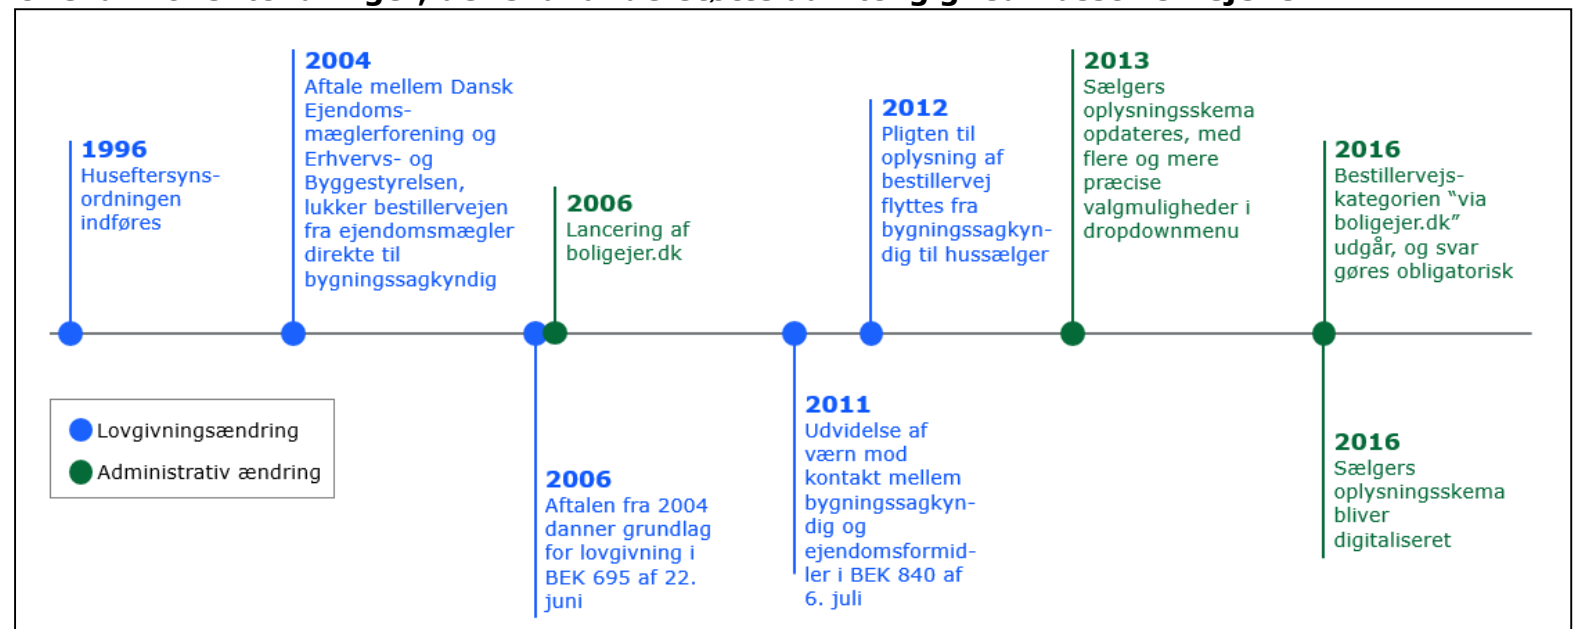 1996
Huseftersyns-
ordningen
indføres
2004
Aftale mellem Dansk
Ejendoms-
mæglerforening og
Erhvervs- og
Byggestyrelsen,
lukker bestillervejen
fra ejendomsmægler
direkte til
bygningssagkyndig
2006
Lancering af
boligejer.dk
2012
Pligten til
oplysning af
bestillervej
flyttes fra
bygningssagkyn-
dig til hussælger
2013
Sælgers
oplysningsskema
opdateres, med
flere og mere
præcise
valgmuligheder i
dropdownmenu
2016
Bestillervejs-
kategorien “via
boligejer.dk”
udgår, og svar
gøres obligatorisk
Lovgivningsændring
Administrativ ændring
2006
Aftalen fra 2004
danner grundlag
for lovgivning i
BEK 695 af 22.
juni
2011
Udvidelse af
værn mod
kontakt mellem
bygningssagkyn-
dig og
ejendomsformid-
ler i BEK 840 af
6. juli
2016
Sælgers
oplysningsskema
bliver
digitaliseret